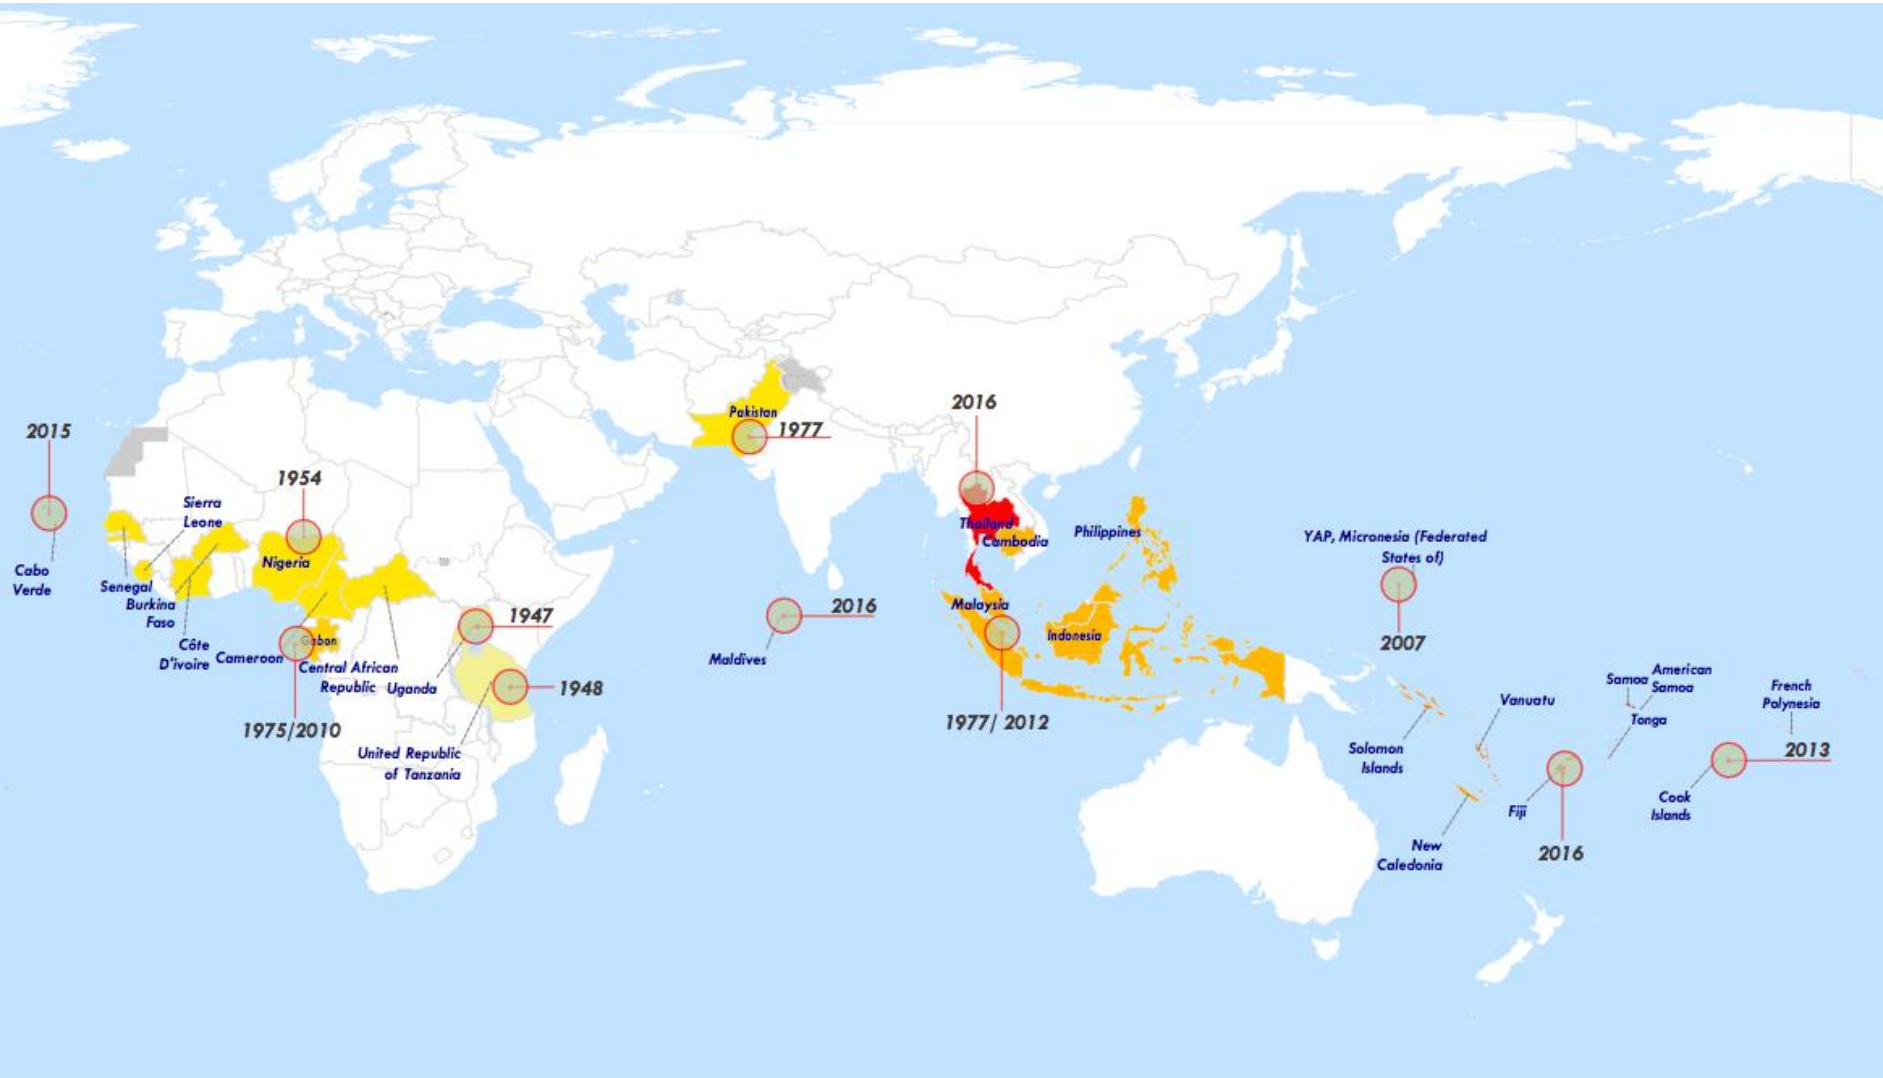 2015
Cabo
Verde
Sierra
Leone
1954
Nigeria
Senegal
Burkina
Faso
Côte
D'ivoire
Cameroon
Gabon
Central African
Republic
Uganda
1975/2010
1947
1948
United Republic
of Tanzania
Pakistan
1977
2016
Maldives
2016
Thailand
Cambodia
Philippines
Malaysia
Indonesia
1977/ 2012
YAP, Micronesia (Federated
States of)
2007
Solomon
Islands
Vanuatu
New
Caledonia
Fiji
2016
Samoa
American
Samoa
Tonga
French
Polynesia
2013
Cook
Islands